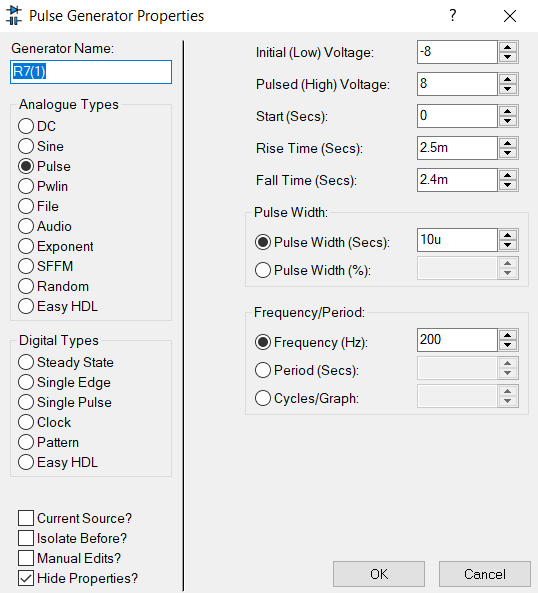 Pulse Generator Properties
?
Generator Name:
R7(1)
Analogue Types
DC
Sine
Pulse
Pwlin
File
Audio
Exponent
SFFM
Random
Easy HDL
Digital Types
Steady State
Single Edge
Single Pulse
Clock
Pattern
Easy HDL
Current Source?
Isolate Before?
Manual Edits?
Hide Properties?
Initial (Low) Voltage: -8
Pulsed (High) Voltage: 8
Start (Secs): 0
Rise Time (Secs): 2.5m
Fall Time (Secs): 2.4m
Pulse Width:
Pulse Width (Secs): 10u
Pulse Width (%):
Frequency/Period:
Frequency (Hz): 200
Period (Secs):
Cycles/Graph:
OK Cancel